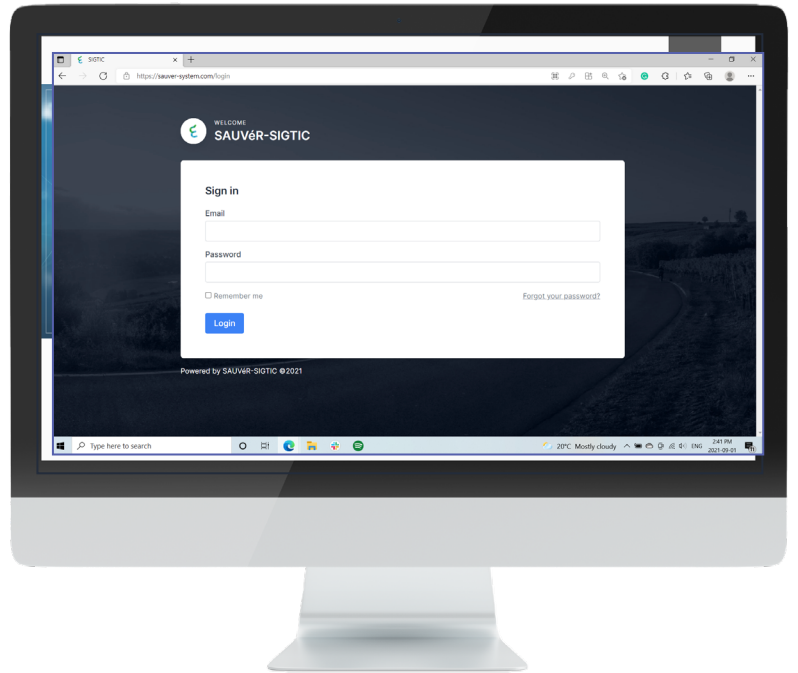 SIGTIC
https://sauver-system.com/login
WELCOME
SAUVéR-SIGTIC
Sign in
Email
Password
Remember me
Forgot your password?
Login
Powered by SAUVéR-SIGTIC ©2021
Type here to search
20°C Mostly cloudy
ENG
2:41 PM
2021-09-01